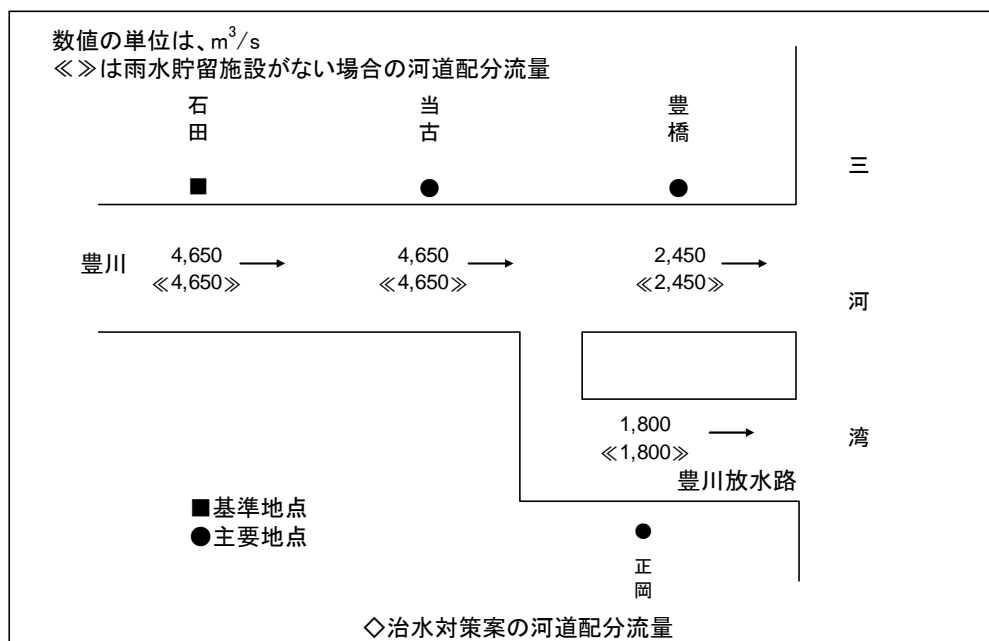 数値の単位は、m³/s
≪ ≫は雨水貯留施設がない場合の河道配分流量
石田
当古
豊橋
三河湾
豊川
4,650
≪4,650≫
4,650
≪4,650≫
2,450
≪2,450≫
1,800
≪1,800≫
豊川放水路
■基準地点
●主要地点
正岡
◇治水対策案の河道配分流量